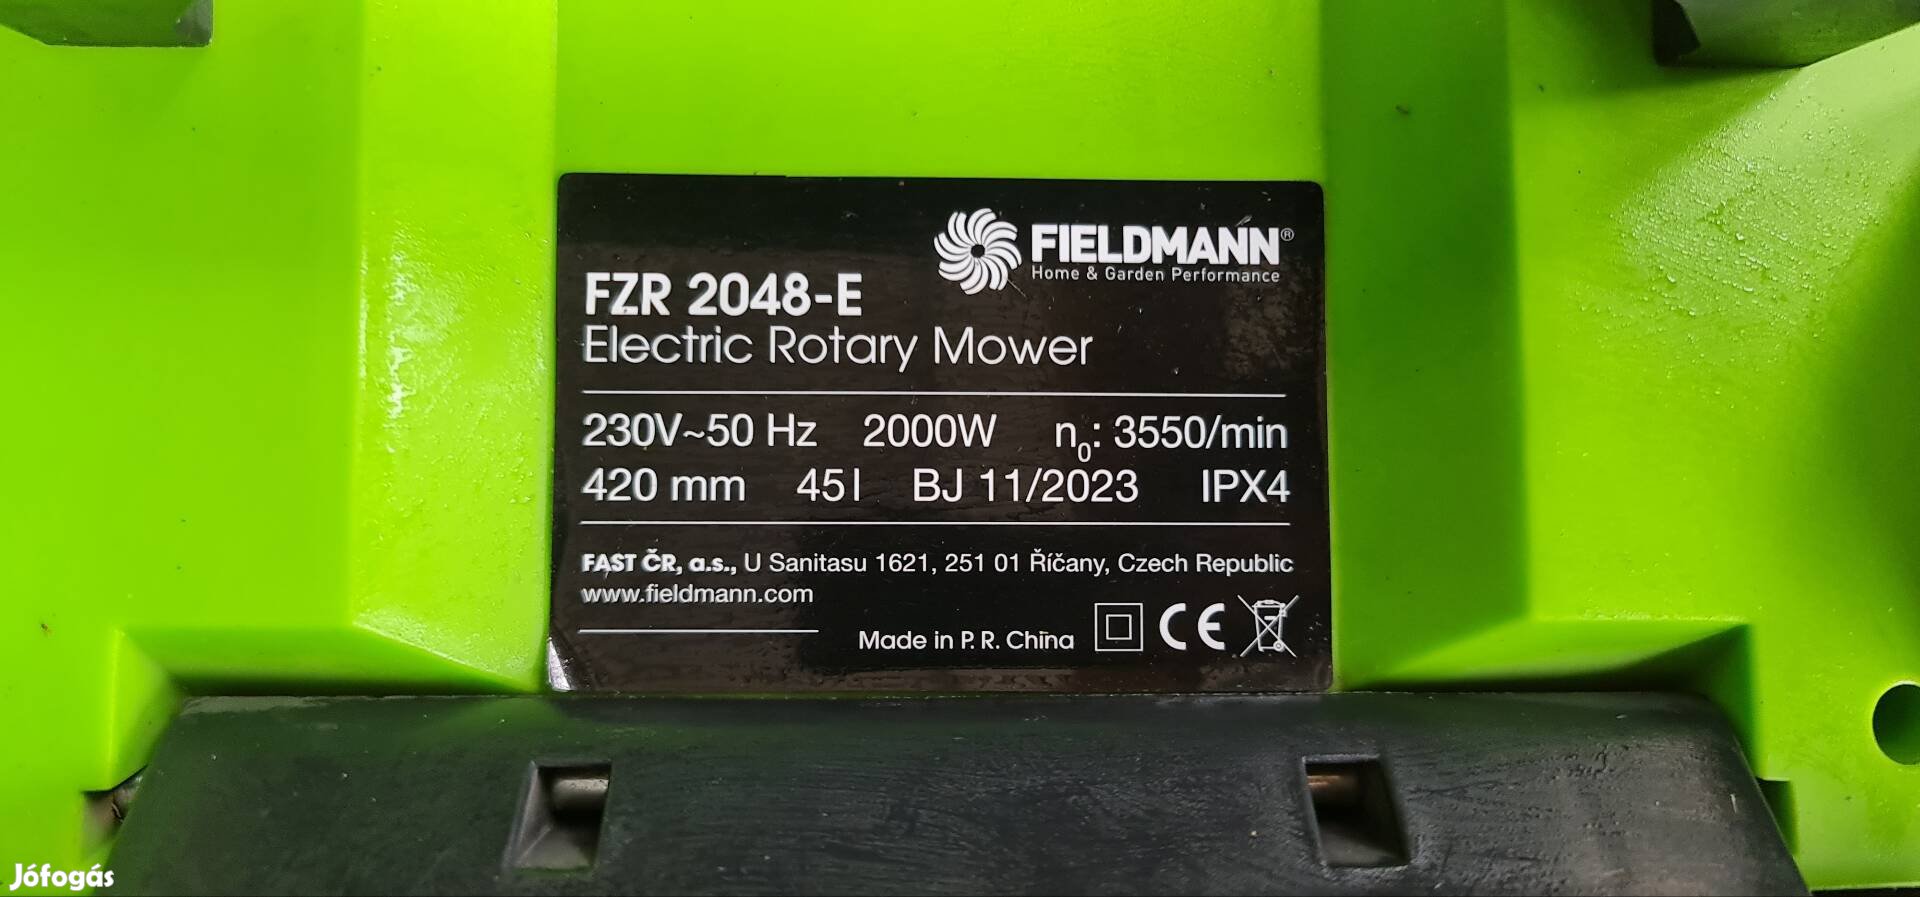 FIELDMANN®
Home & Garden Performance
FZR 2048-E
Electric Rotary Mower
230V~50 Hz 2000W n₀: 3550/min
420 mm 45 l BJ 11/2023 IPX4
FAST ČR, a.s., U Sanitasu 1621, 251 01 Říčany, Czech Republic
www.fieldmann.com
Made in P. R. China CE
Jófogás